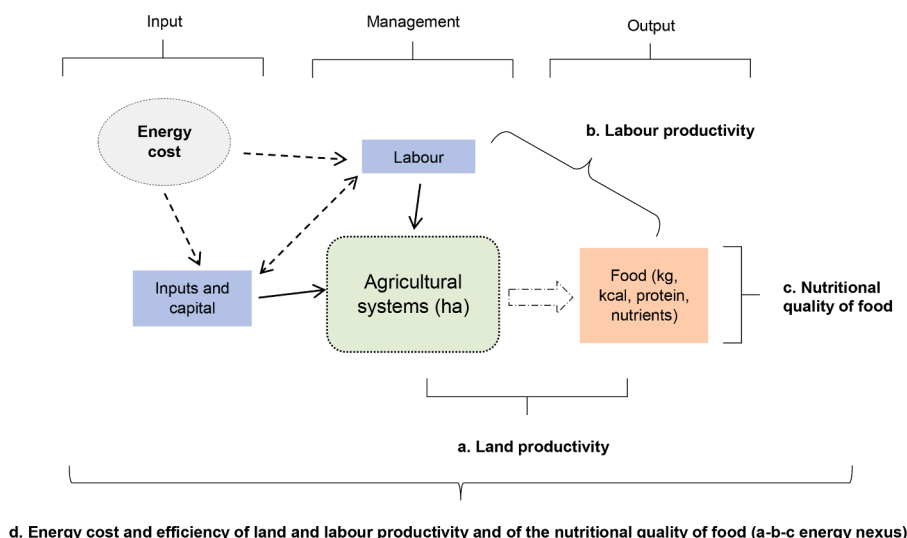 Input
Management
Output
Energy
cost
b. Labour productivity
Labour
Agricultural
systems (ha)
Inputs and
capital
Food (kg,
kcal, protein,
nutrients)
c. Nutritional
quality of food
a. Land productivity
d. Energy cost and efficiency of land and labour productivity and of the nutritional quality of food (a-b-c energy nexus)